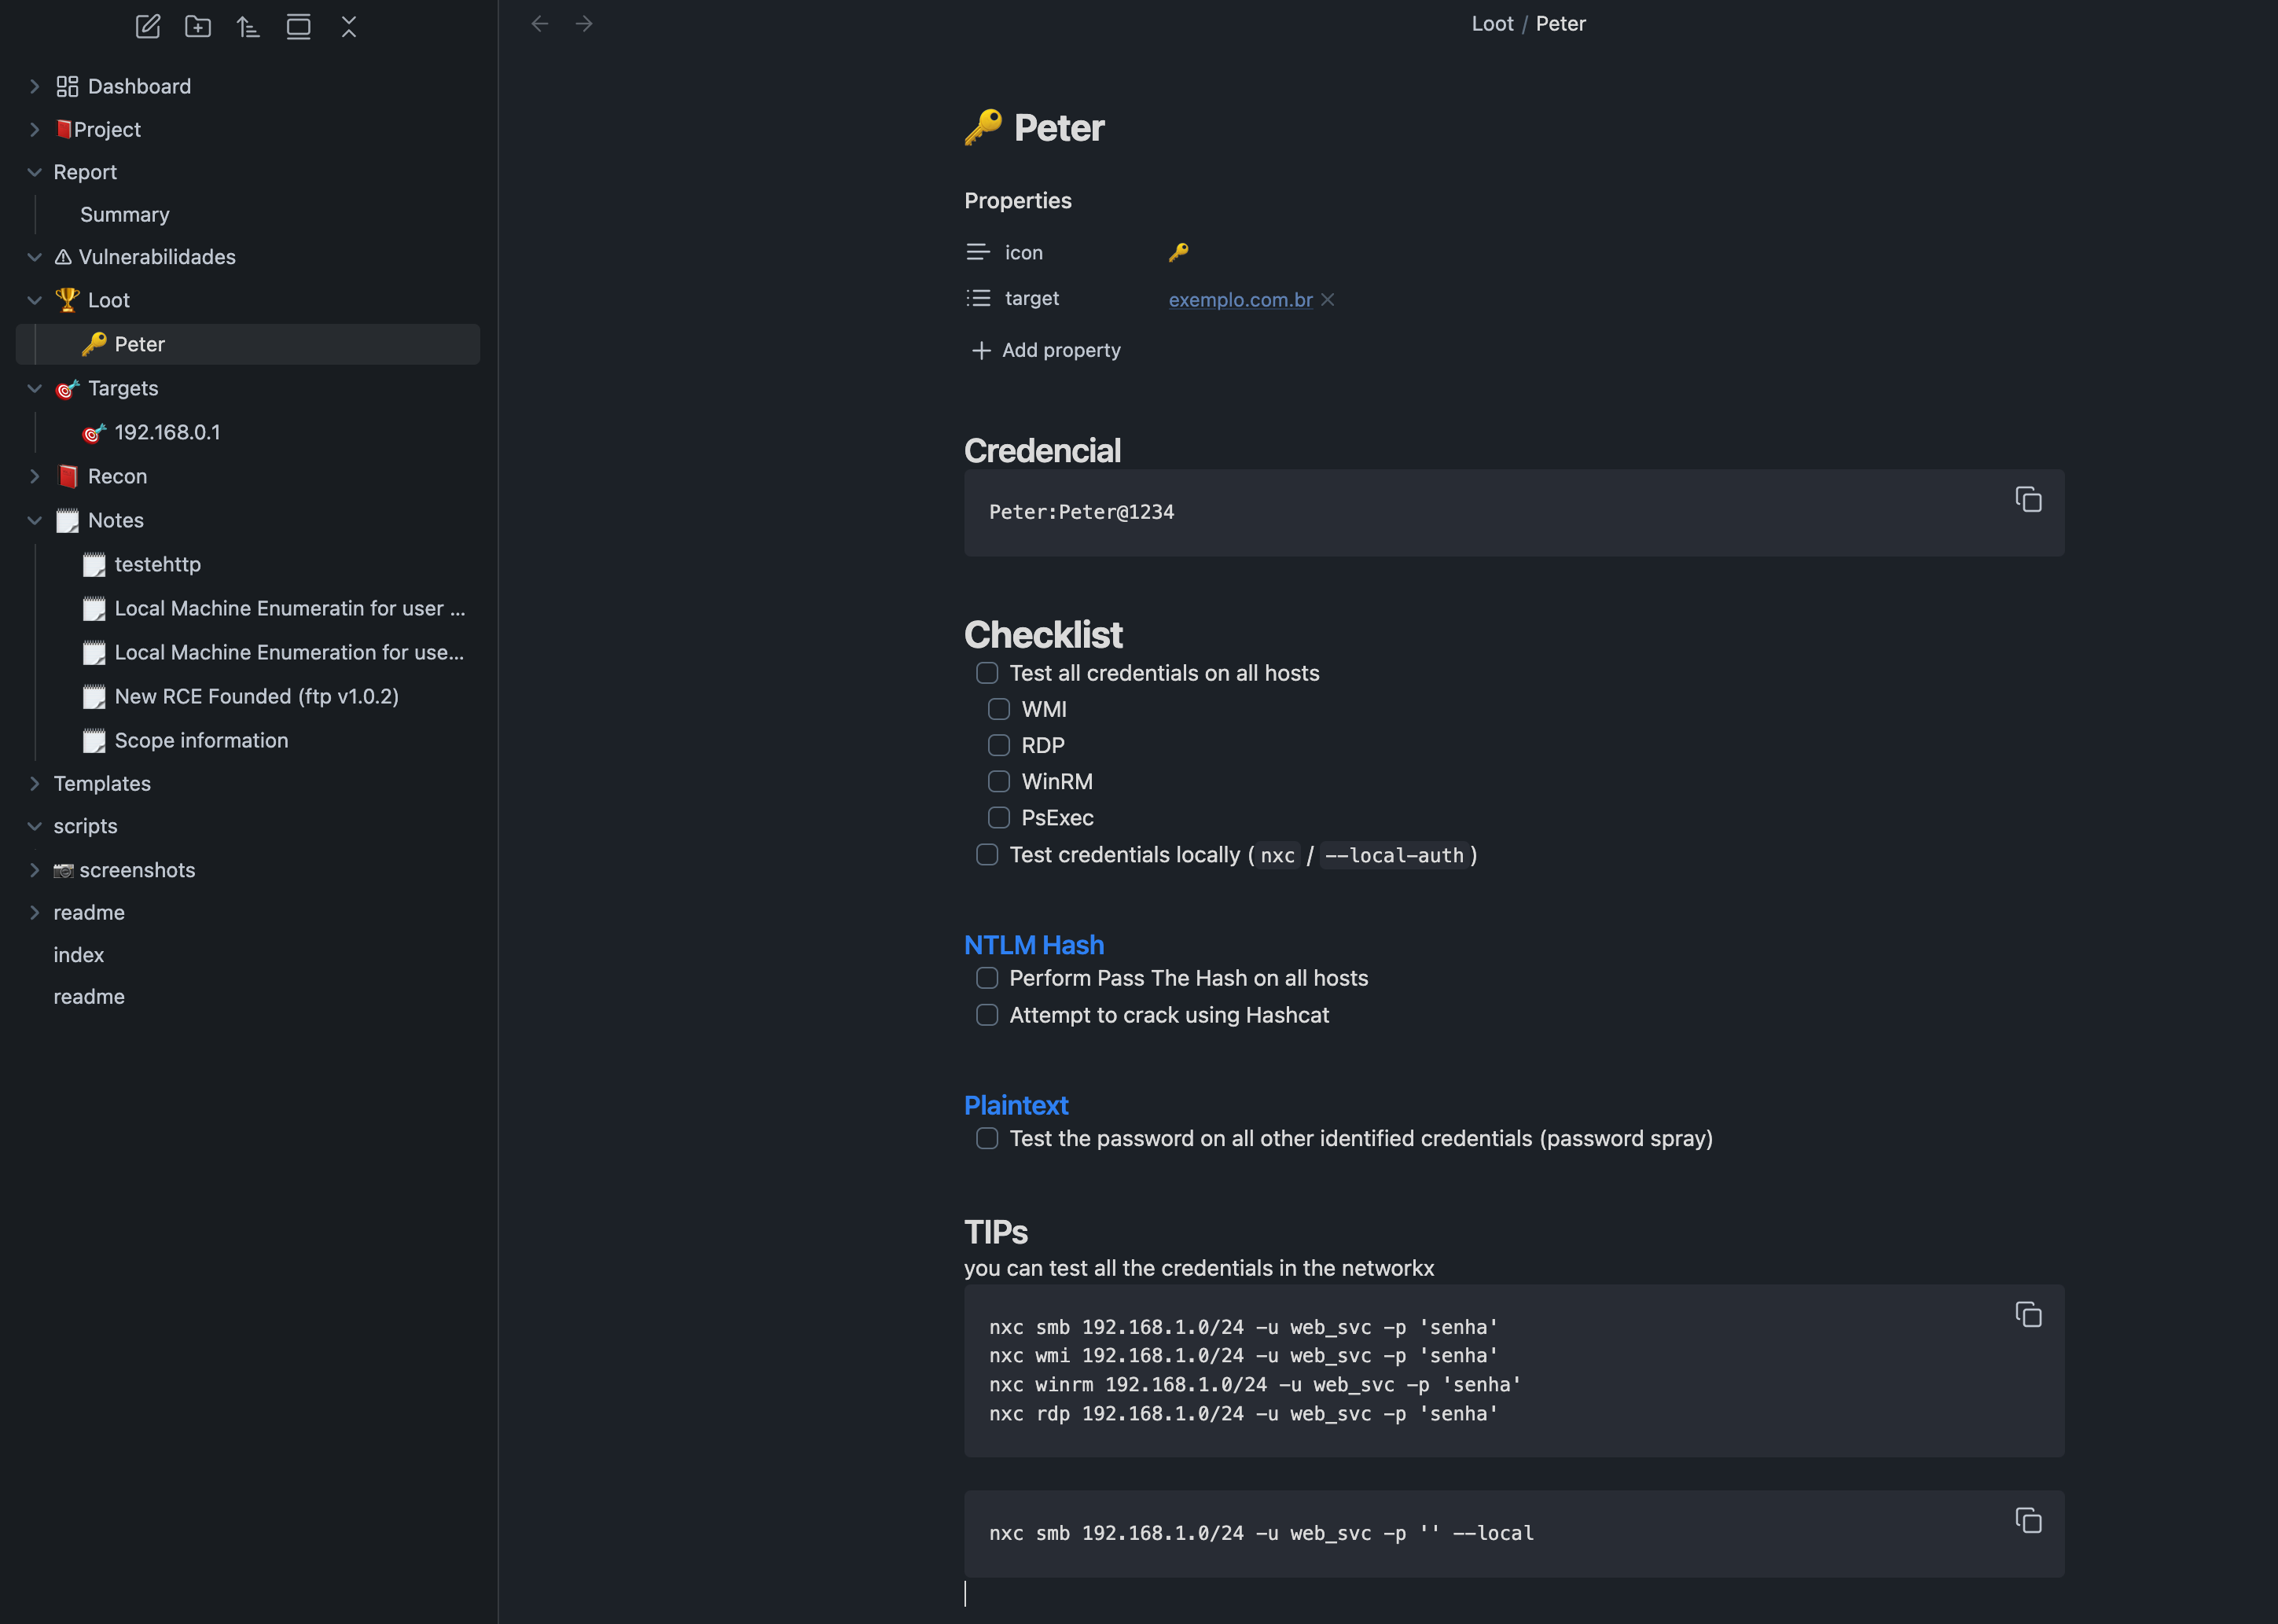 Dashboard
Project
Report
Summary
Vulnerabilidades
Loot
Peter
Targets
192.168.0.1
Recon
Notes
testehttp
Local Machine Enumeratin for user ...
Local Machine Enumeration for use...
New RCE Founded (ftp v1.0.2)
Scope information
Templates
scripts
screenshots
readme
index
readme
Loot / Peter
Peter
Properties
icon
target exemplo.com.br
Add property
Credencial
Peter:Peter@1234
Checklist
Test all credentials on all hosts
WMI
RDP
WinRM
PsExec
Test credentials locally ( nxc / --local-auth )
NTLM Hash
Perform Pass The Hash on all hosts
Attempt to crack using Hashcat
Plaintext
Test the password on all other identified credentials (password spray)
TIPs
you can test all the credentials in the networkx
nxc smb 192.168.1.0/24 -u web_svc -p 'senha'
nxc wmi 192.168.1.0/24 -u web_svc -p 'senha'
nxc winrm 192.168.1.0/24 -u web_svc -p 'senha'
nxc rdp 192.168.1.0/24 -u web_svc -p 'senha'
nxc smb 192.168.1.0/24 -u web_svc -p '' --local